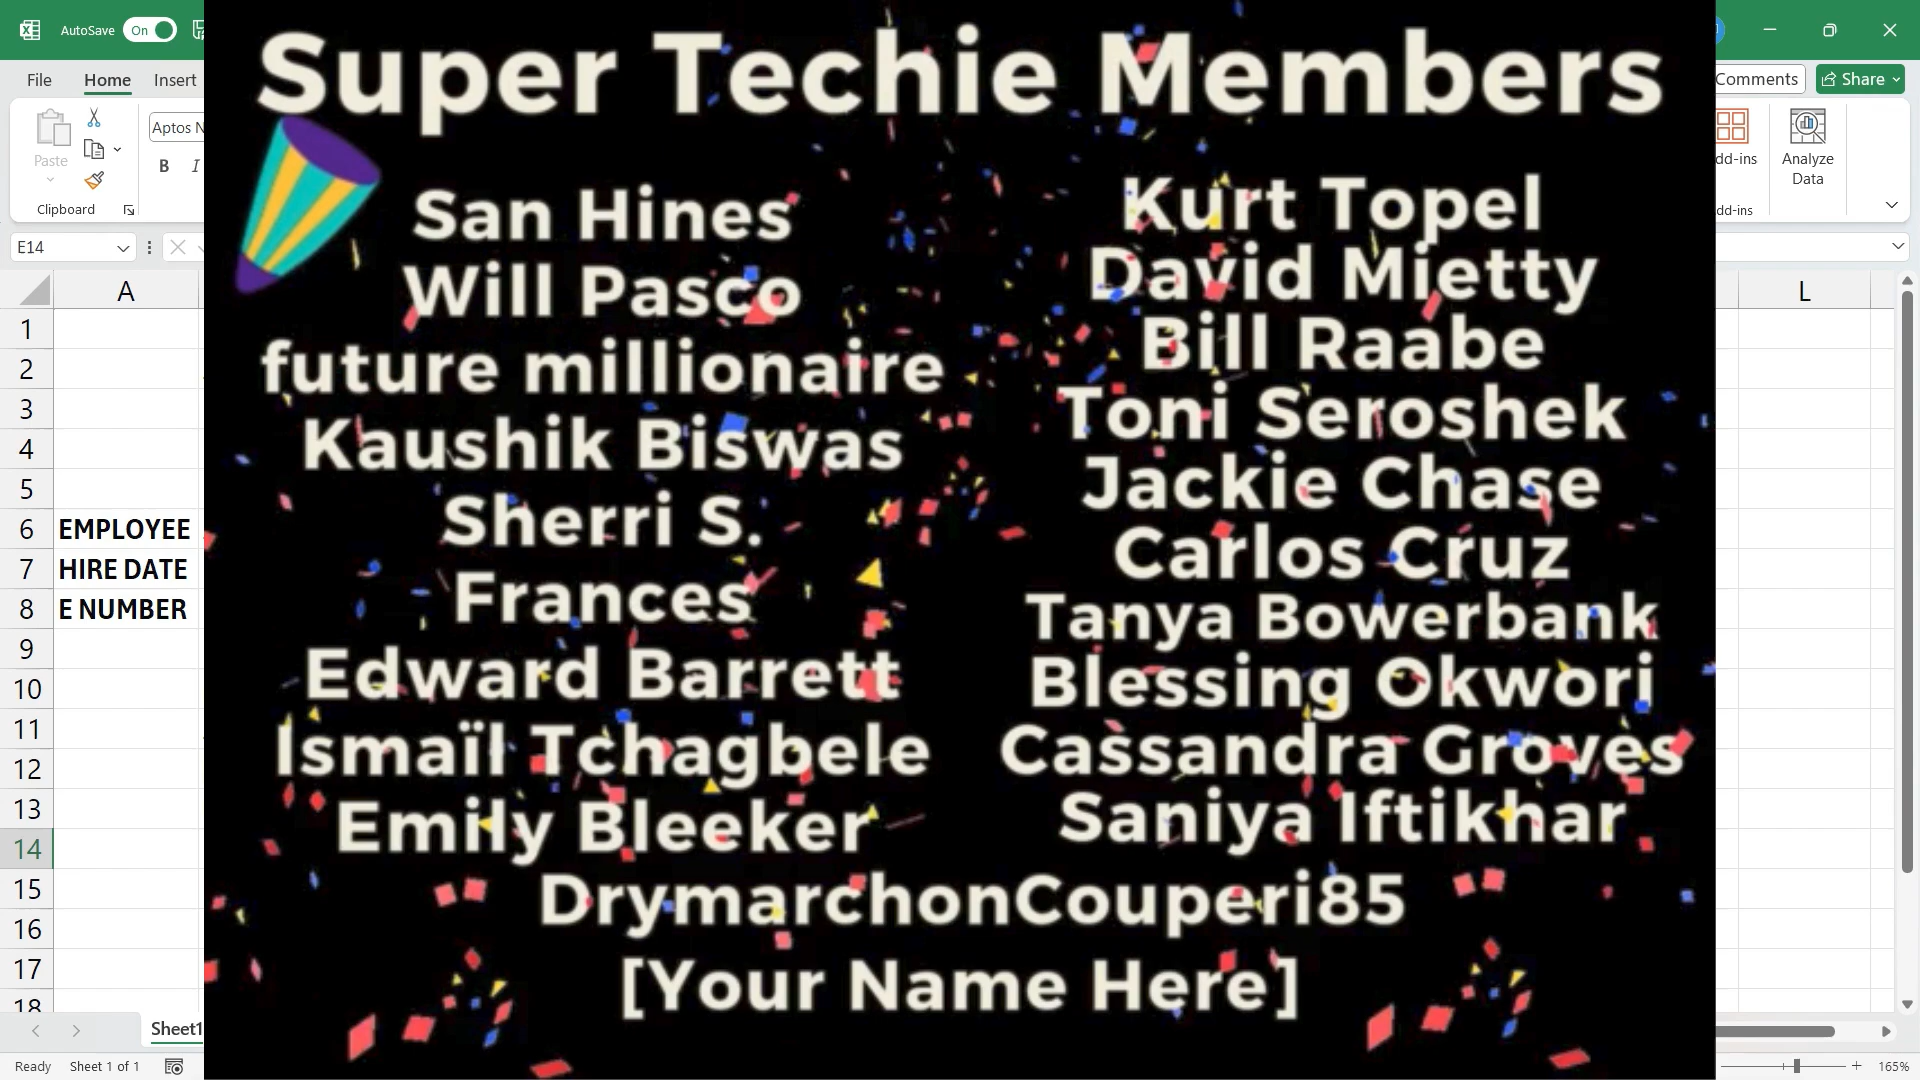 AutoSave On
File Home Insert
Comments Share
Paste
Aptos N
B I
Clipboard
dd-ins
Analyze
Data
dd-ins
E14
A L
1
2
3
4
5
6 EMPLOYEE
7 HIRE DATE
8 E NUMBER
9
10
11
12
13
14
15
16
17
18
Sheet1
Ready Sheet 1 of 1
165%
Super Techie Members
San Hines
Will Pasco
future millionaire
Kaushik Biswas
Sherri S.
Frances
Edward Barrett
Ismaïl Tchagbele
Emily Bleeker
Kurt Topel
David Mietty
Bill Raabe
Toni Seroshek
Jackie Chase
Carlos Cruz
Tanya Bowerbank
Blessing Okwori
Cassandra Groves
Saniya Iftikhar
DrymarchonCouperi85
[Your Name Here]